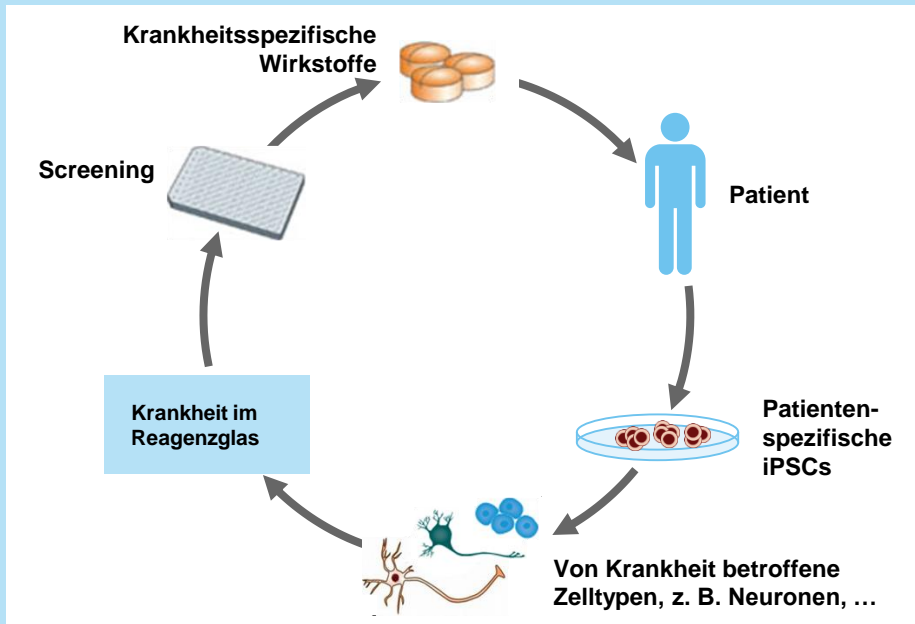 Krankheitsspezifische
Wirkstoffe
Screening
Patient
Krankheit im
Reagenzglas
Patienten-
spezifische
iPSCs
Von Krankheit betroffene
Zelltypen, z. B. Neuronen, …